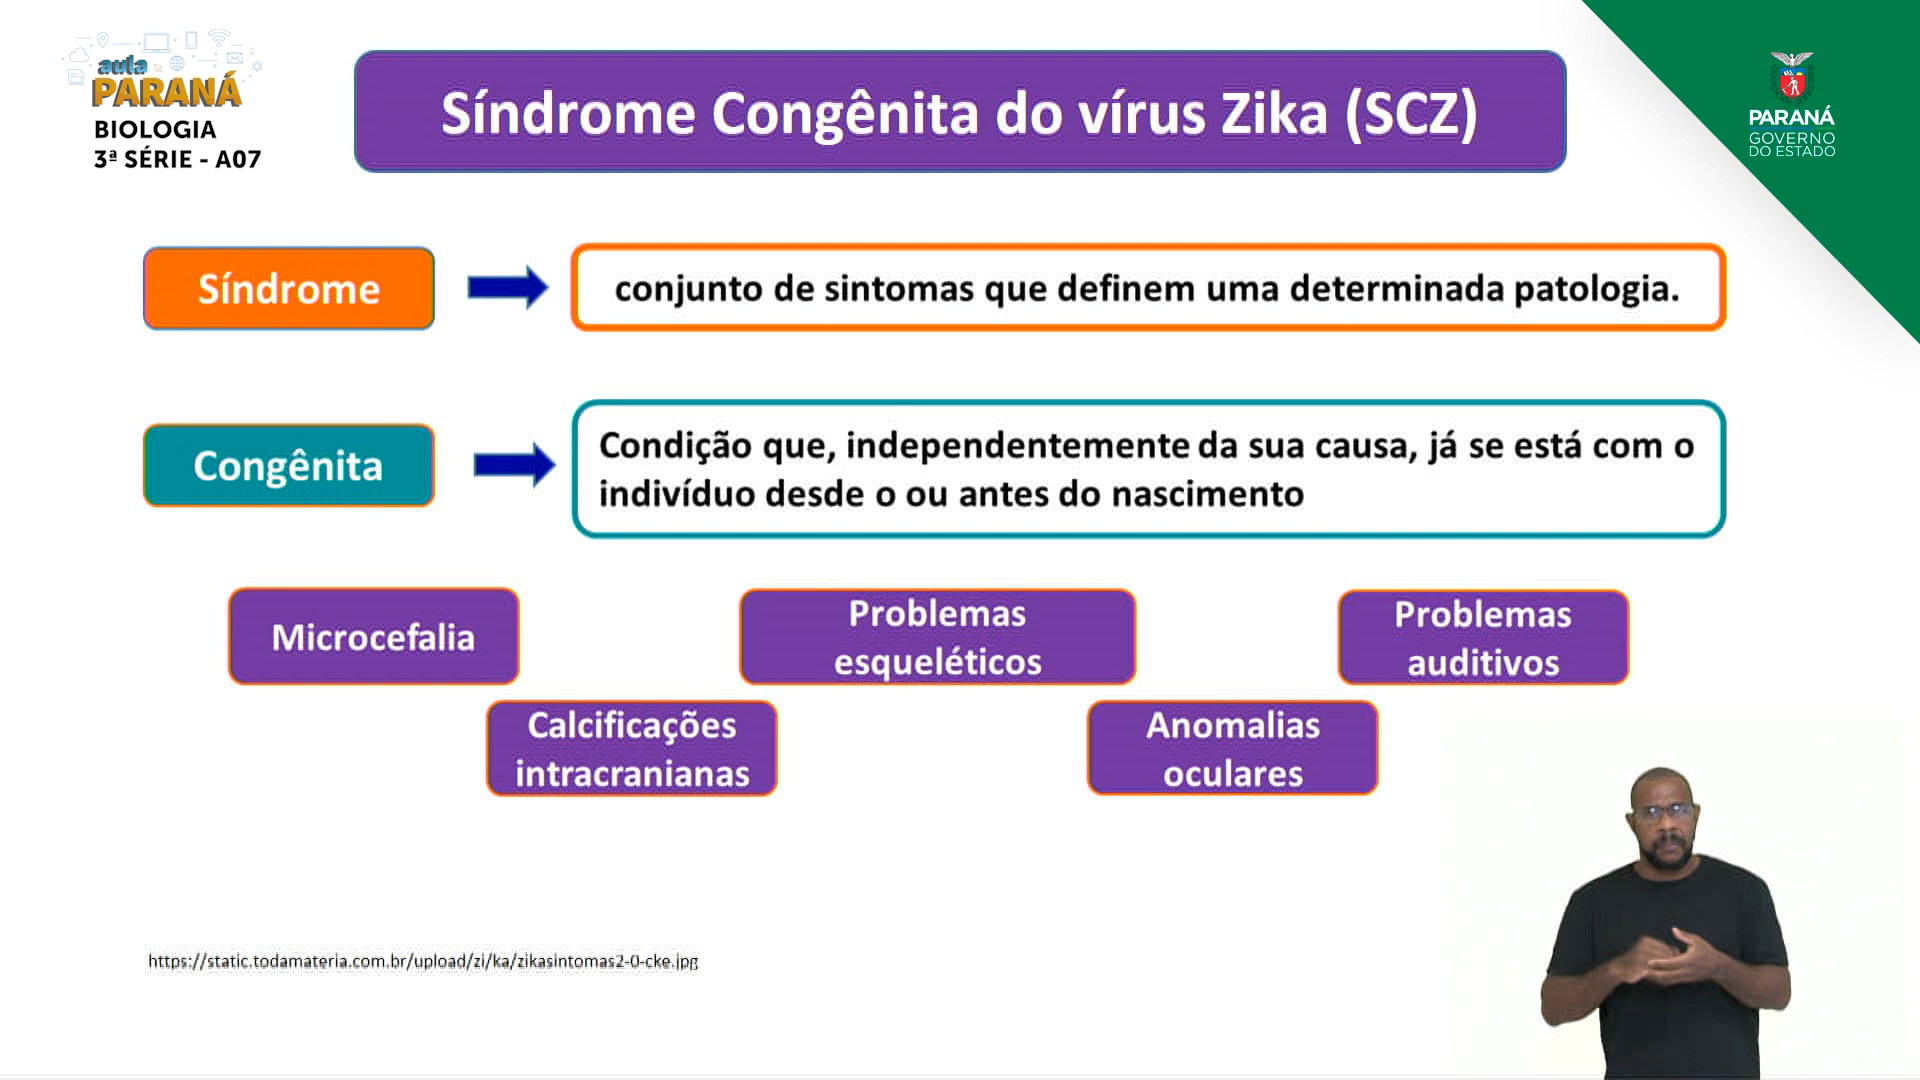 aula
PARANÁ
BIOLOGIA
3ª SÉRIE - A07
Síndrome Congênita do vírus Zika (SCZ)
PARANÁ
GOVERNO
DO ESTADO
Síndrome
conjunto de sintomas que definem uma determinada patologia.
Congênita
Condição que, independentemente da sua causa, já se está com o
indivíduo desde o ou antes do nascimento
Microcefalia
Problemas
esqueléticos
Problemas
auditivos
Calcificações
intracranianas
Anomalias
oculares
https://static.todamateria.com.br/upload/zi/ka/zikasintomas2-0-cke.jpg